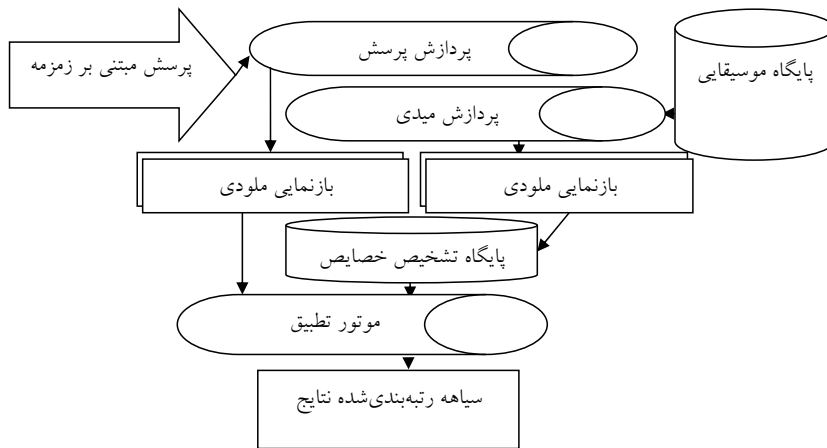 پرسش مبتنی بر زمزمه
پردازش پرسش
پایگاه موسیقایی
پردازش میدی
بازنمایی ملودی
بازنمایی ملودی
پایگاه تشخیص خصایص
موتور تطبیق
سیاهه رتبه‌بندی‌شده نتایج